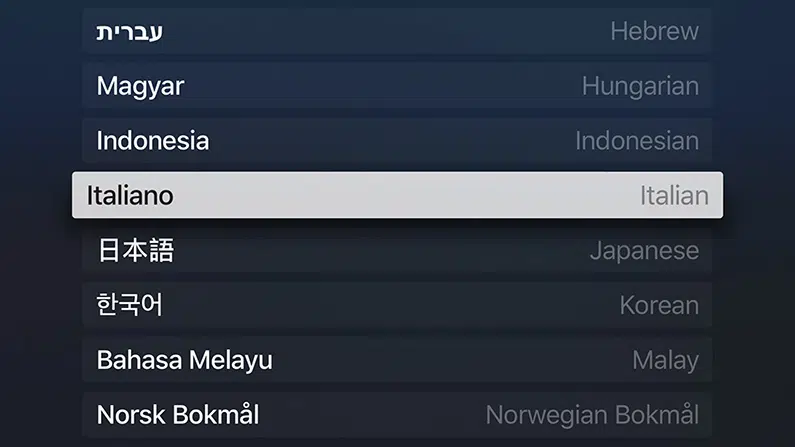 עברית Hebrew
Magyar Hungarian
Indonesia Indonesian
Italiano Italian
日本語 Japanese
한국어 Korean
Bahasa Melayu Malay
Norsk Bokmål Norwegian Bokmål